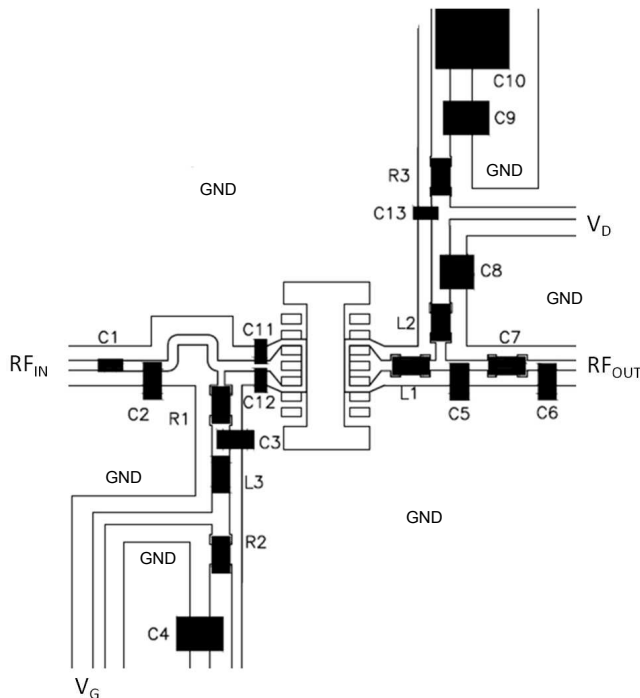 C10
C9
GND
R3
GND
C13
V_D
C8
GND
L2
C1
C11
C7
RF_IN
RF_OUT
C2
R1
C12
L1
C5
C6
C3
GND
L3
GND
R2
GND
C4
V_G